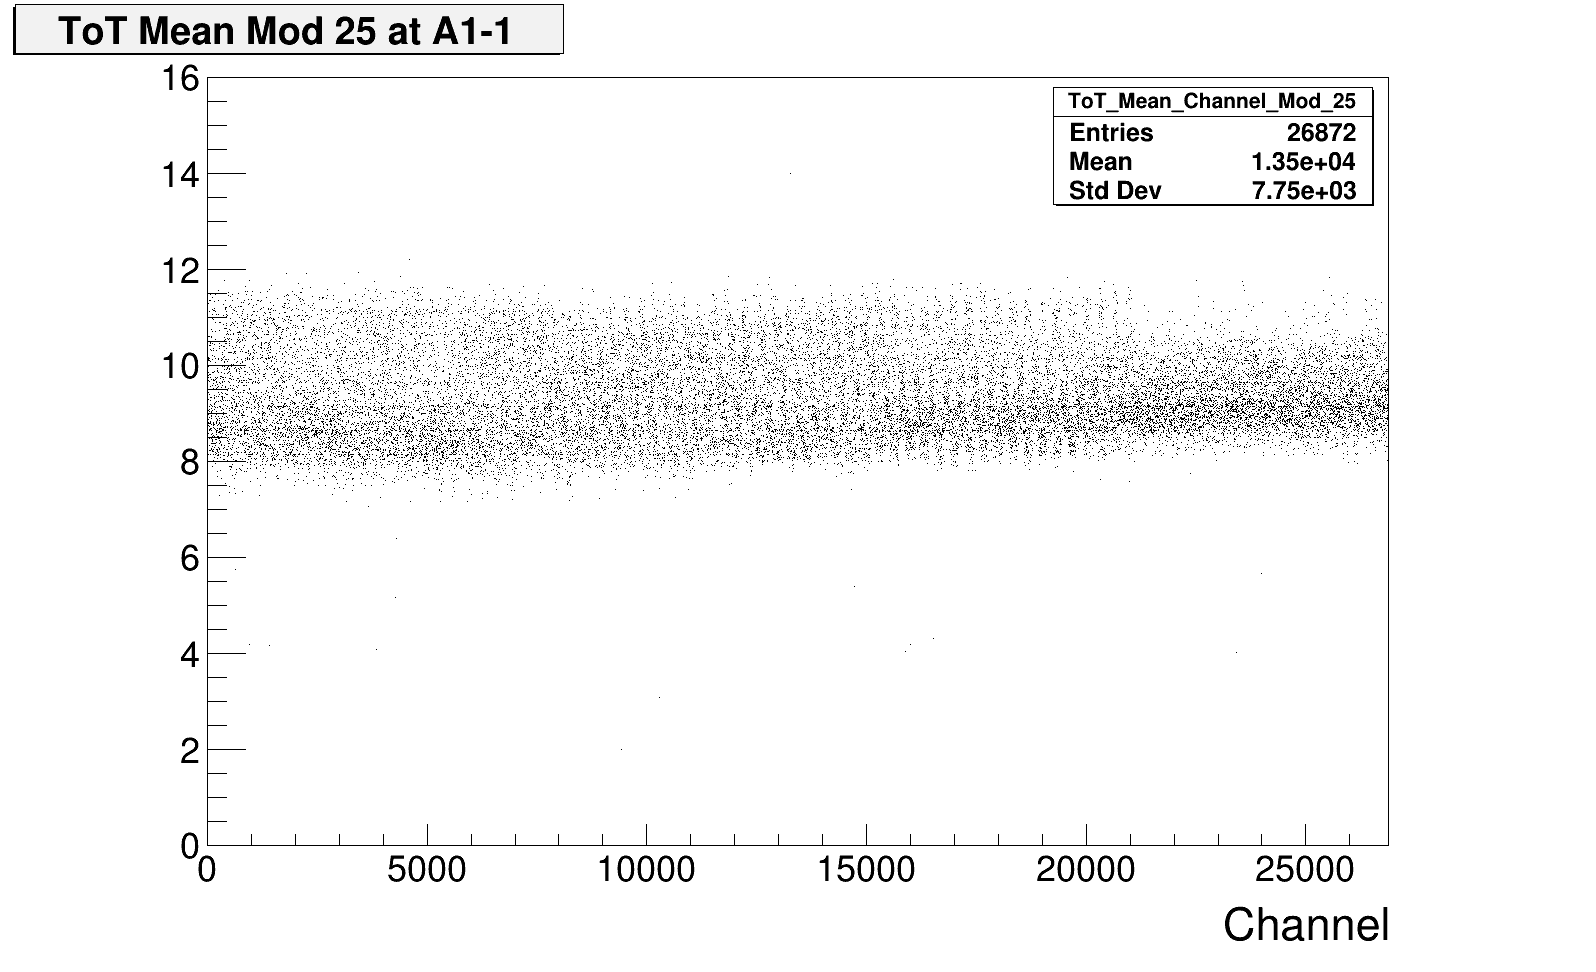 ToT Mean Mod 25 at A1-1
ToT_Mean_Channel_Mod_25
Entries 26872
Mean 1.35e+04
Std Dev 7.75e+03
16
14
12
10
8
6
4
2
0
0 5000 10000 15000 20000 25000
Channel